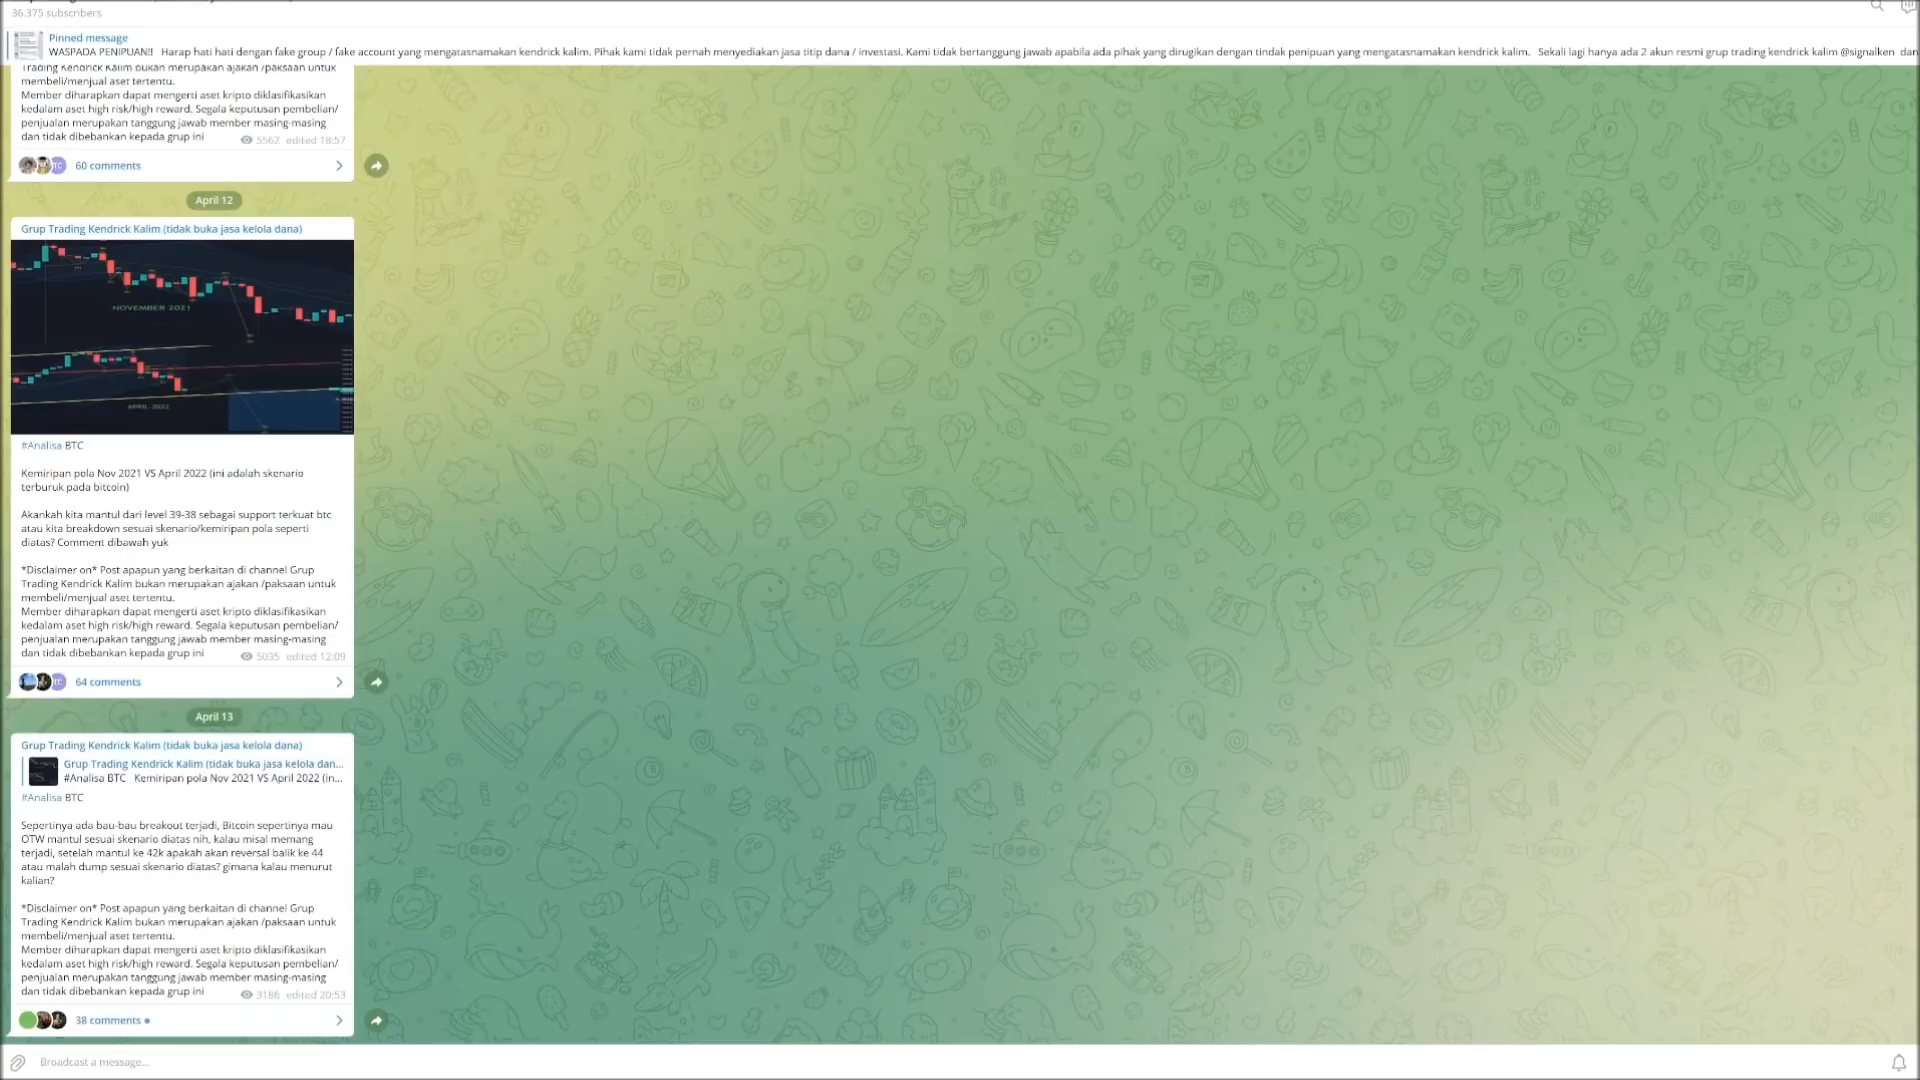 36.375 subscribers
Pinned message
WASPADA PENIPUAN!! Harap hati hati dengan fake group / fake account yang mengatasnamakan kendrick kalim. Pihak kami tidak pernah menyediakan jasa titip dana / investasi. Kami tidak bertanggung jawab apabila ada pihak yang dirugikan dengan tindak penipuan yang mengatasnamakan kendrick kalim. Sekali lagi hanya ada 2 akun resmi grup trading kendrick kalim @signalken dan
Trading Kendrick Kalim bukan merupakan ajakan /paksaan untuk
membeli/menjual aset tertentu.
Member diharapkan dapat mengerti aset kripto diklasifikasikan
kedalam aset high risk/high reward. Segala keputusan pembelian/
penjualan merupakan tanggung jawab member masing-masing
dan tidak dibebankan kepada grup ini
5562 edited 18:57
TC
60 comments
April 12
Grup Trading Kendrick Kalim (tidak buka jasa kelola dana)
NOVEMBER 2021
APRIL 2022
#Analisa BTC
Kemiripan pola Nov 2021 VS April 2022 (ini adalah skenario
terburuk pada bitcoin)
Akankah kita mantul dari level 39-38 sebagai support terkuat btc
atau kita breakdown sesuai skenario/kemiripan pola seperti
diatas? Comment dibawah yuk
*Disclaimer on* Post apapun yang berkaitan di channel Grup
Trading Kendrick Kalim bukan merupakan ajakan /paksaan untuk
membeli/menjual aset tertentu.
Member diharapkan dapat mengerti aset kripto diklasifikasikan
kedalam aset high risk/high reward. Segala keputusan pembelian/
penjualan merupakan tanggung jawab member masing-masing
dan tidak dibebankan kepada grup ini
5035 edited 12:09
64 comments
April 13
Grup Trading Kendrick Kalim (tidak buka jasa kelola dana)
Grup Trading Kendrick Kalim (tidak buka jasa kelola dan...
#Analisa BTC Kemiripan pola Nov 2021 VS April 2022 (in...
#Analisa BTC
Sepertinya ada bau-bau breakout terjadi, Bitcoin sepertinya mau
OTW mantul sesuai skenario diatas nih, kalau misal memang
terjadi, setelah mantul ke 42k apakah akan reversal balik ke 44
atau malah dump sesuai skenario diatas? gimana kalau menurut
kalian?
*Disclaimer on* Post apapun yang berkaitan di channel Grup
Trading Kendrick Kalim bukan merupakan ajakan /paksaan untuk
membeli/menjual aset tertentu.
Member diharapkan dapat mengerti aset kripto diklasifikasikan
kedalam aset high risk/high reward. Segala keputusan pembelian/
penjualan merupakan tanggung jawab member masing-masing
dan tidak dibebankan kepada grup ini
3186 edited 20:53
38 comments
Broadcast a message...